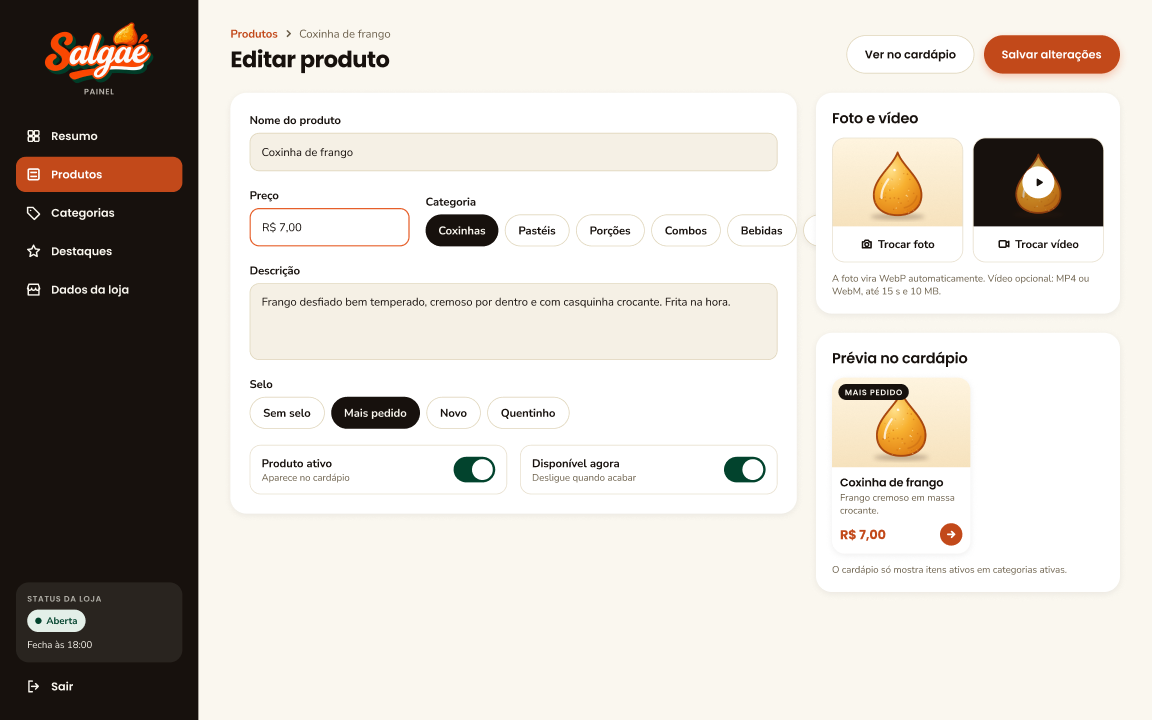 Salgaê
PAINEL
Resumo
Produtos
Categorias
Destaques
Dados da loja
STATUS DA LOJA
Aberta
Fecha às 18:00
Sair
Produtos > Coxinha de frango
Editar produto
Ver no cardápio
Salvar alterações
Nome do produto
Coxinha de frango
Preço
R$ 7,00
Categoria
Coxinhas
Pastéis
Porções
Combos
Bebidas
Descrição
Frango desfiado bem temperado, cremoso por dentro e com casquinha crocante. Frita na hora.
Selo
Sem selo
Mais pedido
Novo
Quentinho
Produto ativo
Aparece no cardápio
Disponível agora
Desligue quando acabar
Foto e vídeo
Trocar foto
Trocar vídeo
A foto vira WebP automaticamente. Vídeo opcional: MP4 ou
WebM, até 15 s e 10 MB.
Prévia no cardápio
MAIS PEDIDO
Coxinha de frango
Frango cremoso em massa
crocante.
R$ 7,00
O cardápio só mostra itens ativos em categorias ativas.